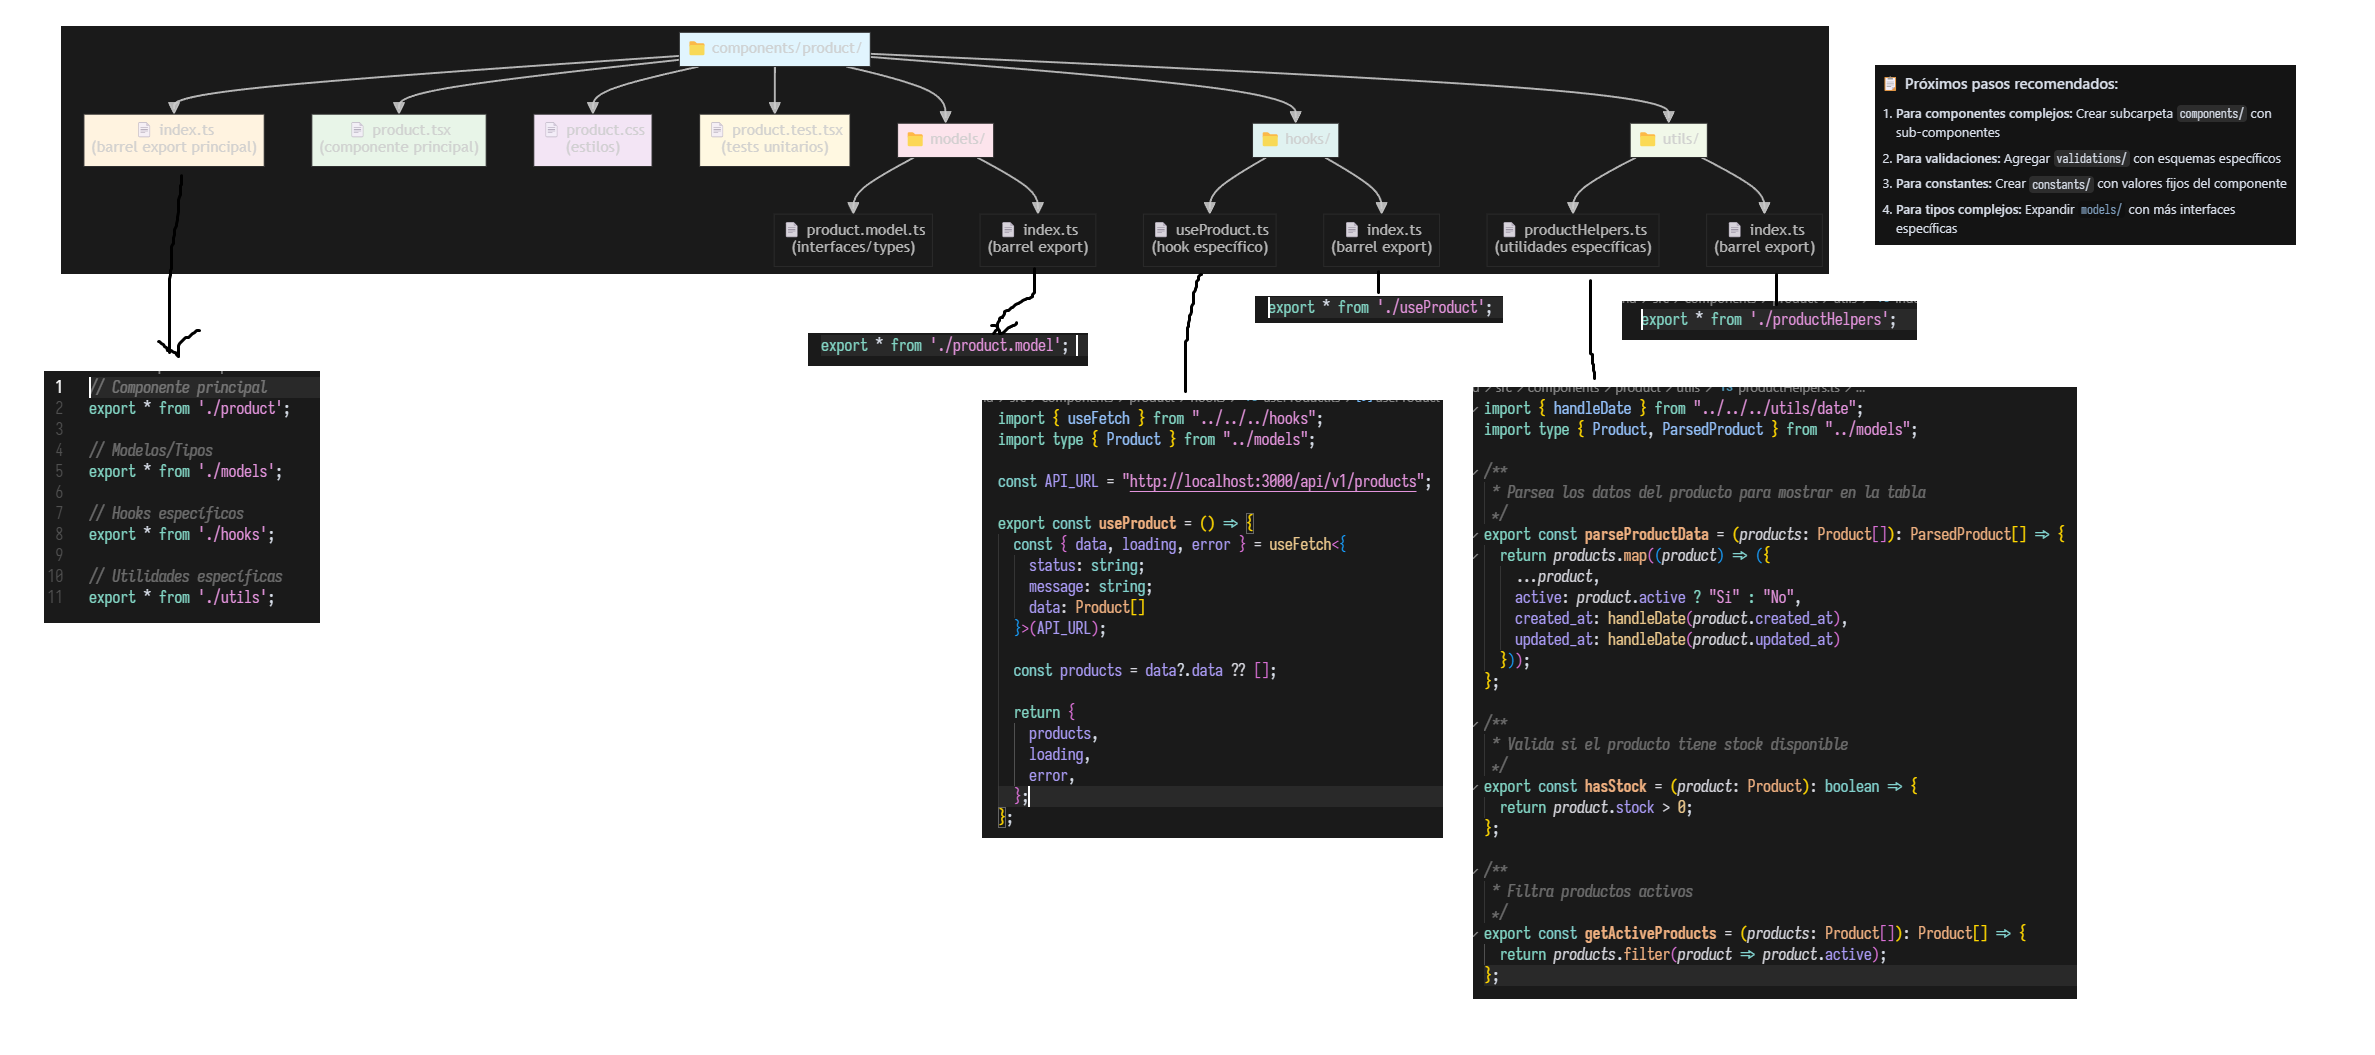 components/product/
index.ts
(barrel export principal)
product.tsx
(componente principal)
product.css
(estilos)
product.test.tsx
(tests unitarios)
models/
hooks/
utils/
product.model.ts
(interfaces/types)
index.ts
(barrel export)
useProduct.ts
(hook específico)
index.ts
(barrel export)
productHelpers.ts
(utilidades específicas)
index.ts
(barrel export)
Próximos pasos recomendados:
1. Para componentes complejos: Crear subcarpeta components/ con
sub-componentes
2. Para validaciones: Agregar validations/ con esquemas específicos
3. Para constantes: Crear constants/ con valores fijos del componente
4. Para tipos complejos: Expandir models/ con más interfaces
específicas
export * from './product.model';
export * from './useProduct';
export * from './productHelpers';
1 // Componente principal
2 export * from './product';
3
4 // Modelos/Tipos
5 export * from './models';
6
7 // Hooks específicos
8 export * from './hooks';
9
10 // Utilidades específicas
11 export * from './utils';
import { useFetch } from "../../../hooks";
import type { Product } from "../models";
const API_URL = "http://localhost:3000/api/v1/products";
export const useProduct = () => {
const { data, loading, error } = useFetch<{
status: string;
message: string;
data: Product[]
}>(API_URL);
const products = data?.data ?? [];
return {
products,
loading,
error,
};
};
import { handleDate } from "../../../utils/date";
import type { Product, ParsedProduct } from "../models";
/**
* Parsea los datos del producto para mostrar en la tabla
*/
export const parseProductData = (products: Product[]): ParsedProduct[] => {
return products.map((product) => ({
...product,
active: product.active ? "Si" : "No",
created_at: handleDate(product.created_at),
updated_at: handleDate(product.updated_at)
}));
};
/**
* Valida si el producto tiene stock disponible
*/
export const hasStock = (product: Product): boolean => {
return product.stock > 0;
};
/**
* Filtra productos activos
*/
export const getActiveProducts = (products: Product[]): Product[] => {
return products.filter(product => product.active);
};